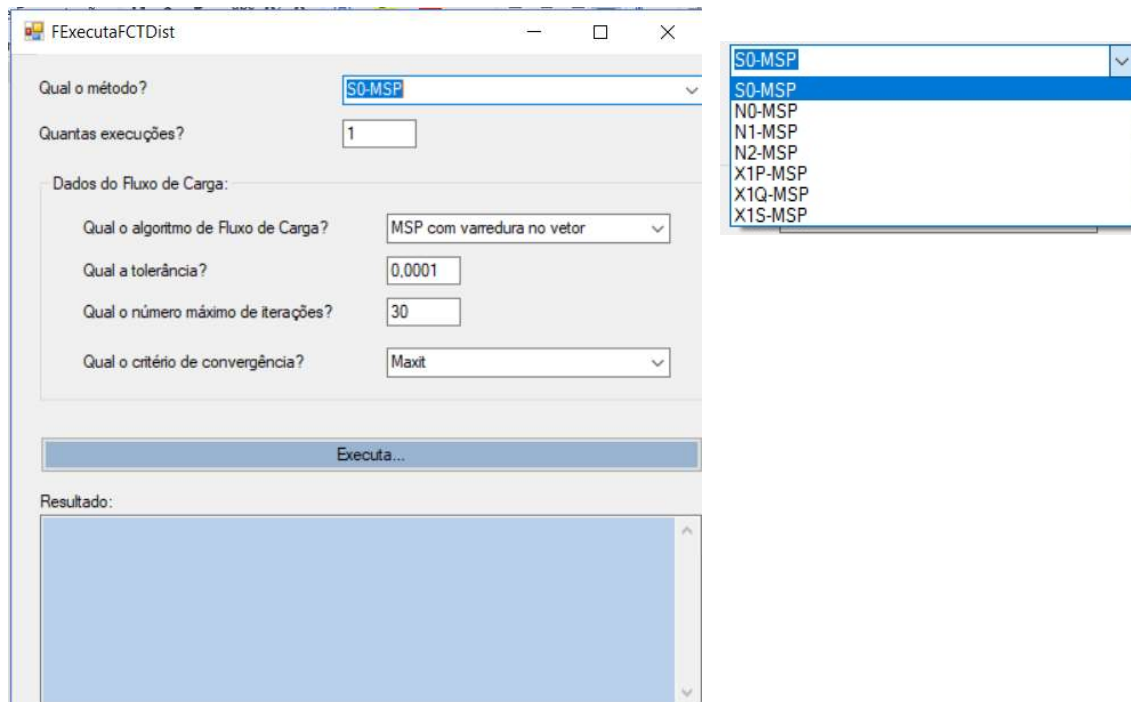 FExecutaFCTDist
Qual o método?
S0-MSP
Quantas execuções?
1
Dados do Fluxo de Carga:
Qual o algoritmo de Fluxo de Carga?
MSP com varredura no vetor
Qual a tolerância?
0,0001
Qual o número máximo de iterações?
30
Qual o critério de convergência?
Maxit
Executa...
Resultado:
S0-MSP
S0-MSP
N0-MSP
N1-MSP
N2-MSP
X1P-MSP
X1Q-MSP
X1S-MSP